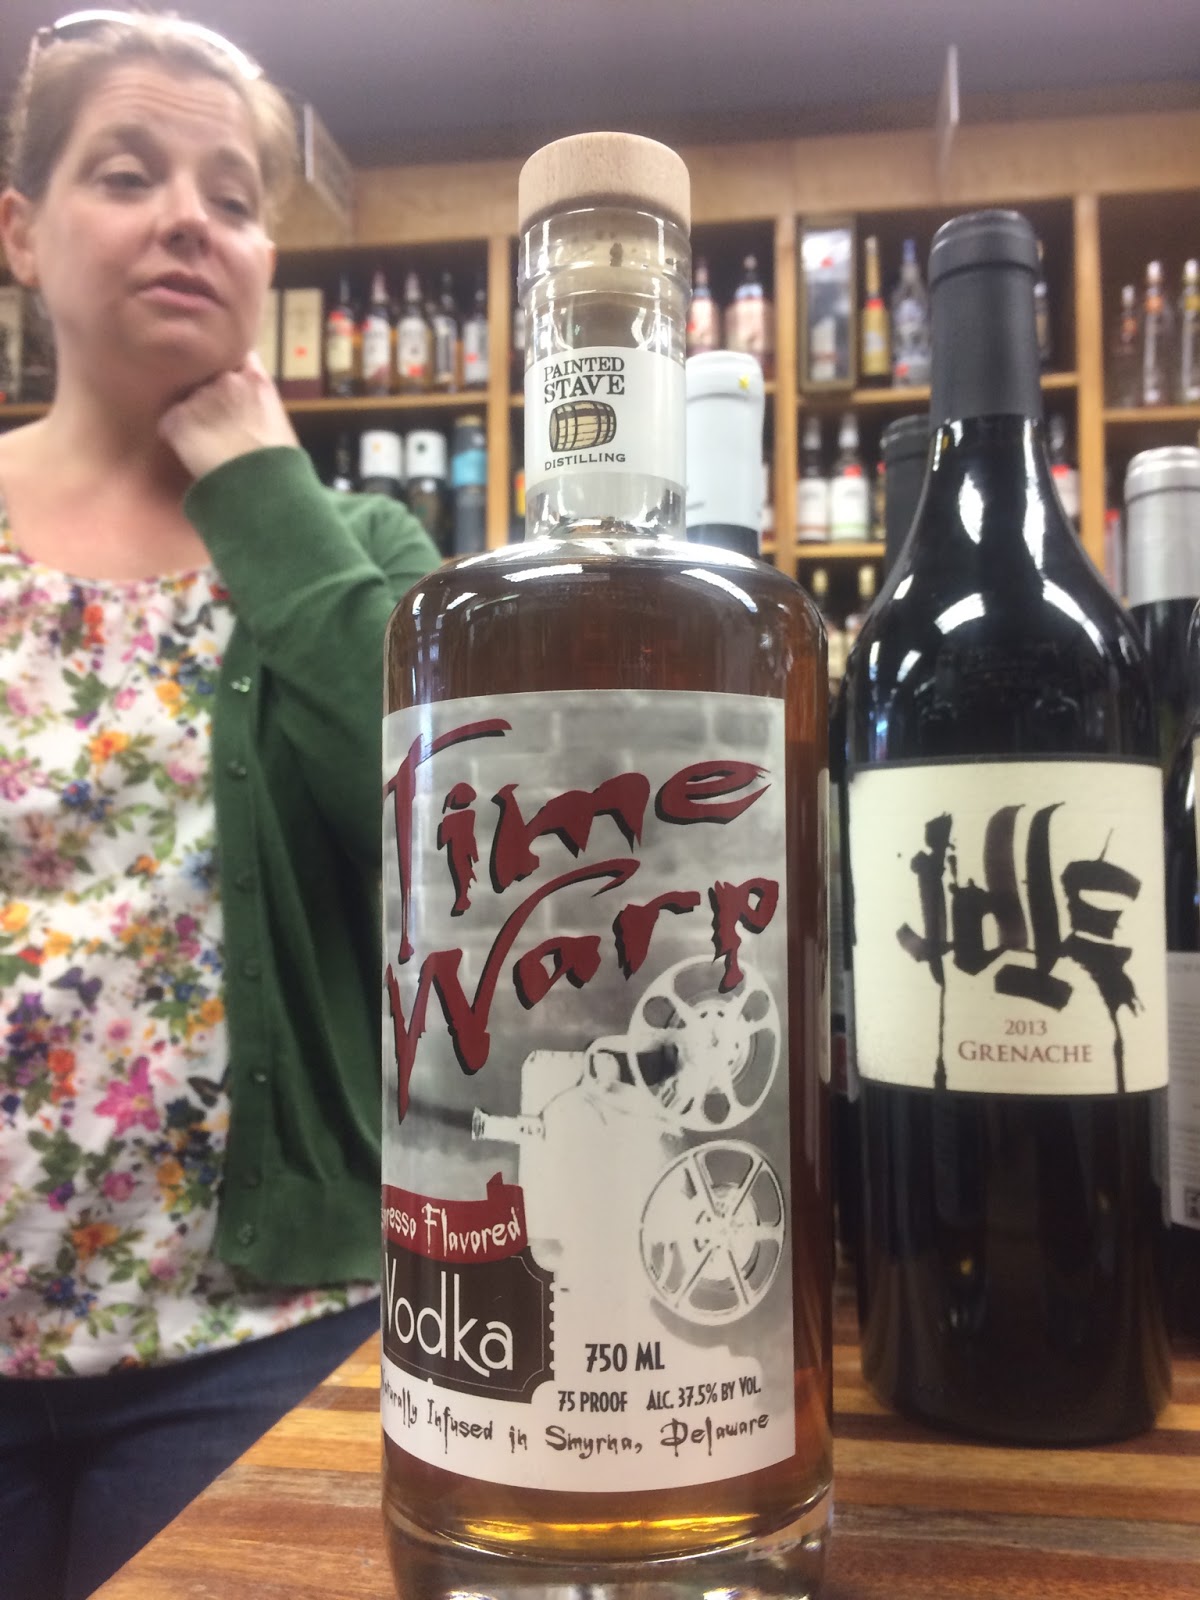 PAINTED
STAVE
DISTILLING
Time
Warp
Flavored
Vodka
750 ML
75 PROOF ALC. 37.5% BY VOL.
Infused in Smyrna, Delaware
Idle
2013
GRENACHE